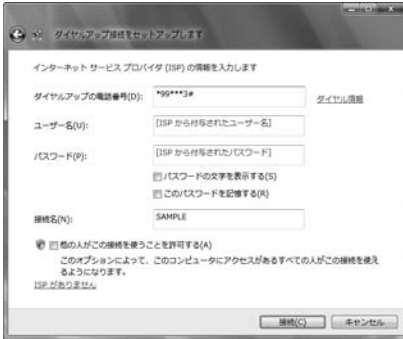 ダイヤルアップ接続をセットアップします
インターネット サービス プロバイダ (ISP) の情報を入力します
ダイヤルアップの電話番号(D): *99***3# ダイヤル情報
ユーザー名(U): [ISP から付与されたユーザー名]
パスワード(P): [ISP から付与されたパスワード]
パスワードの文字を表示する(S)
このパスワードを記憶する(R)
接続名(N): SAMPLE
他の人がこの接続を使うことを許可する(A)
このオプションによって、このコンピュータにアクセスがあるすべての人がこの接続を使え
るようになります。
ISP がありません
接続(C) キャンセル